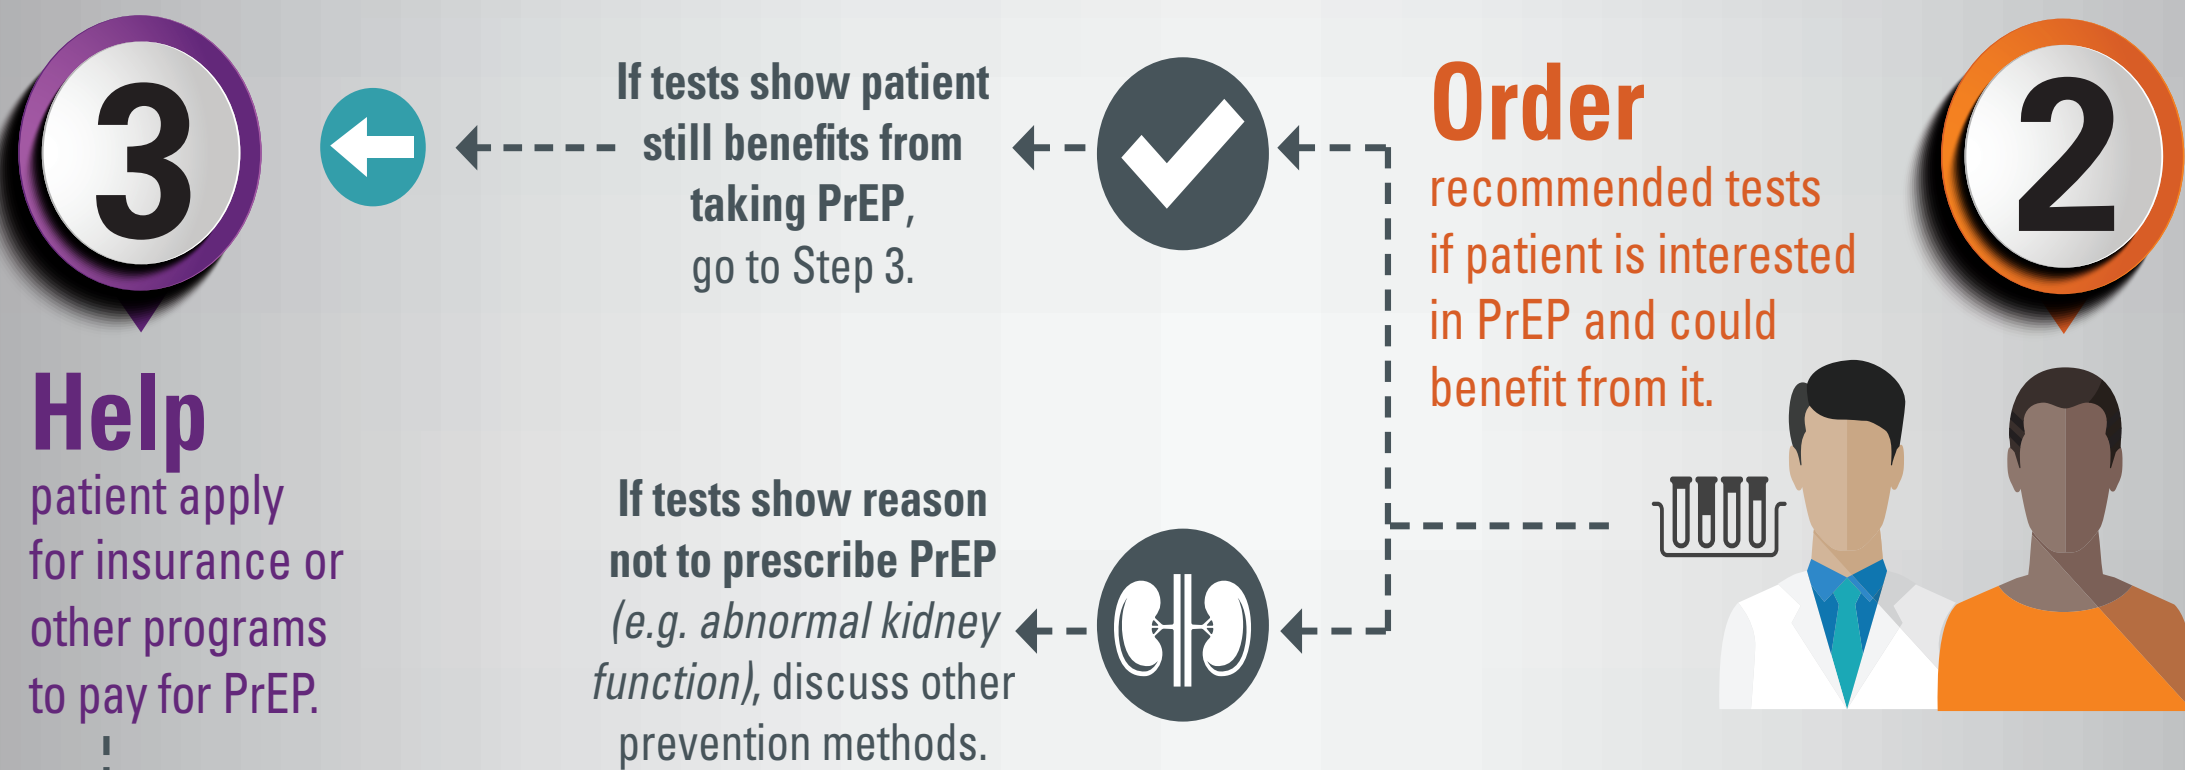 2
Order
recommended tests
if patient is interested
in PrEP and could
benefit from it.
If tests show patient
still benefits from
taking PrEP,
go to Step 3.
If tests show reason
not to prescribe PrEP
(e.g. abnormal kidney
function), discuss other
prevention methods.
3
Help
patient apply
for insurance or
other programs
to pay for PrEP.